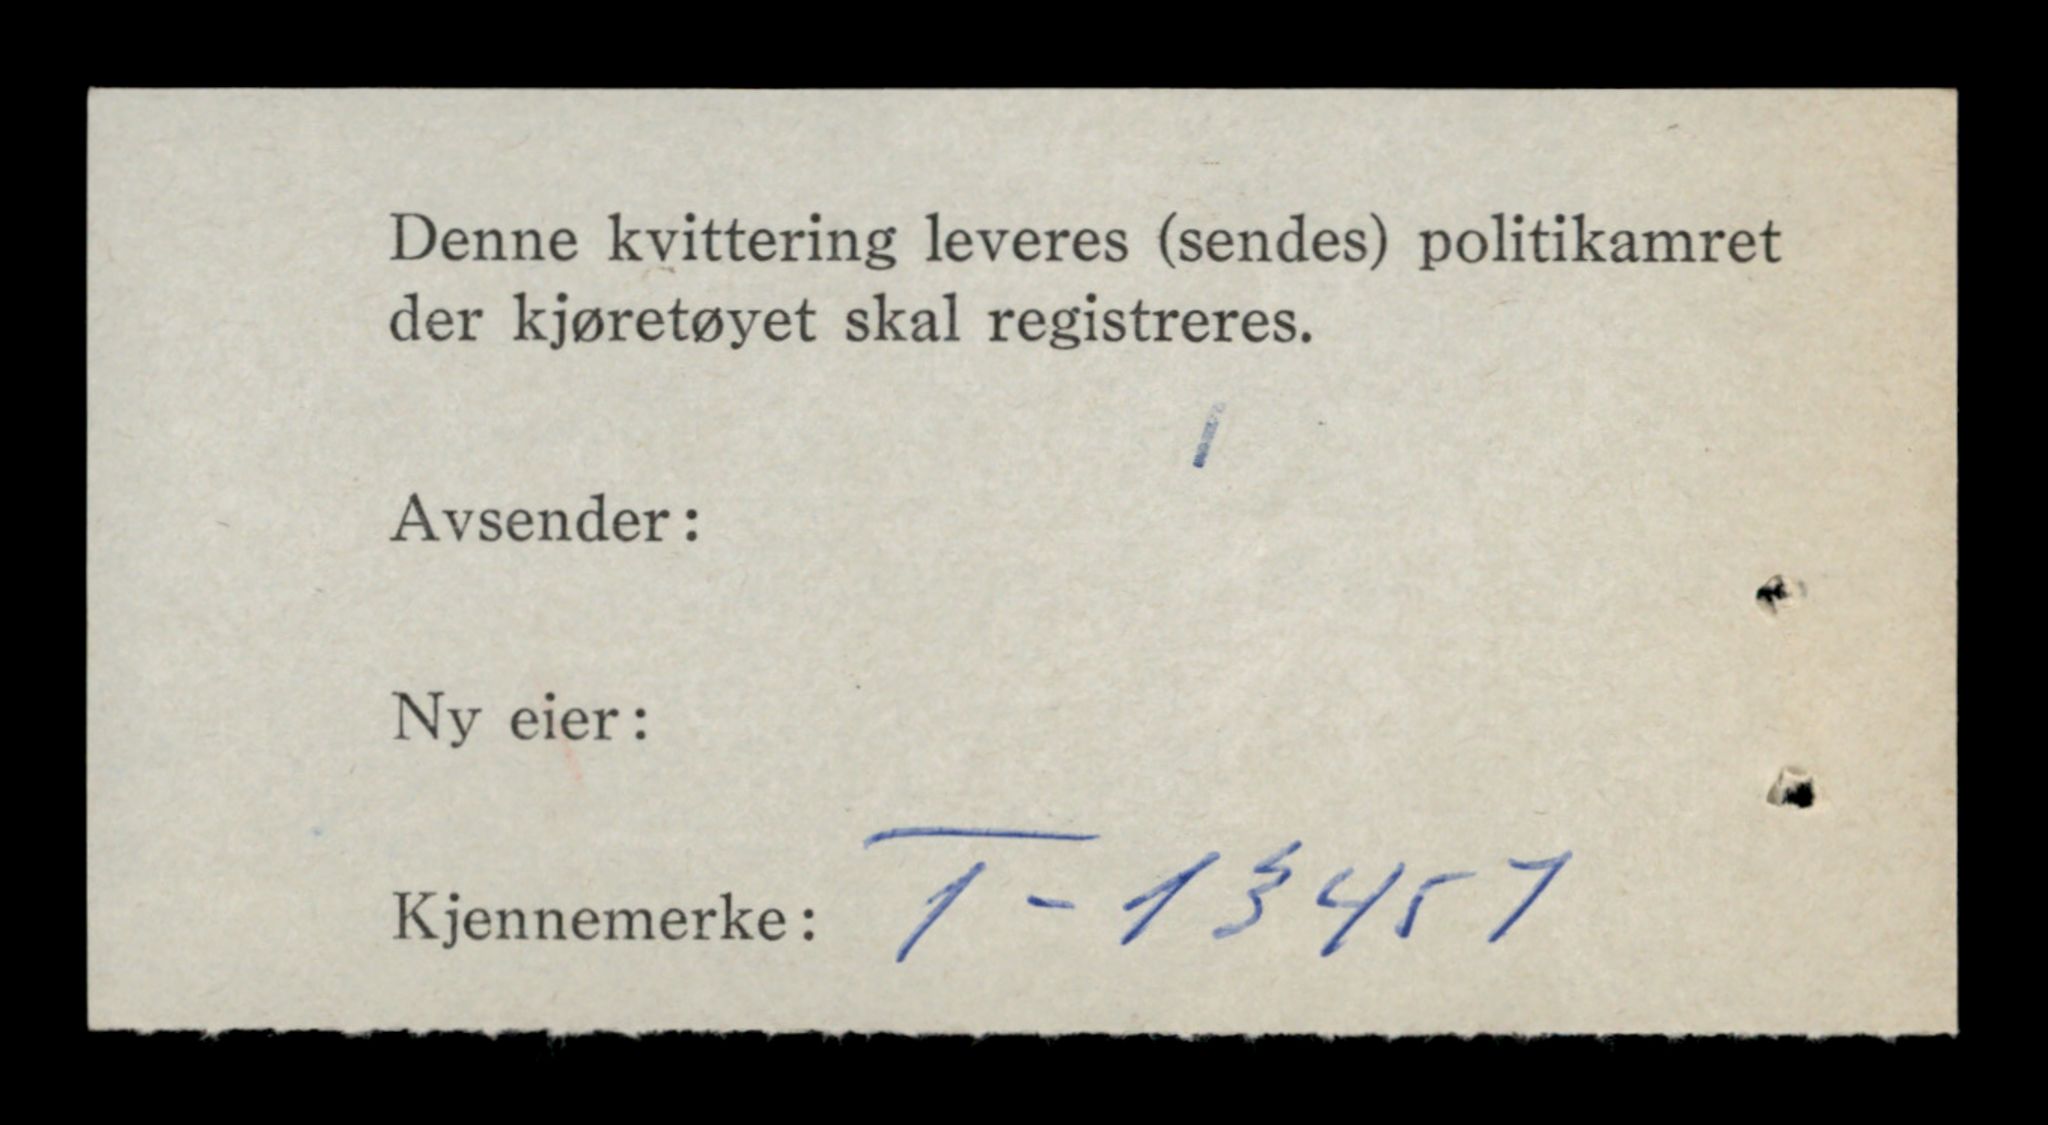 Denne kvittering leveres (sendes) politikamret
der kjøretøyet skal registreres.
Avsender:
Ny eier:
Kjennemerke: T-13457